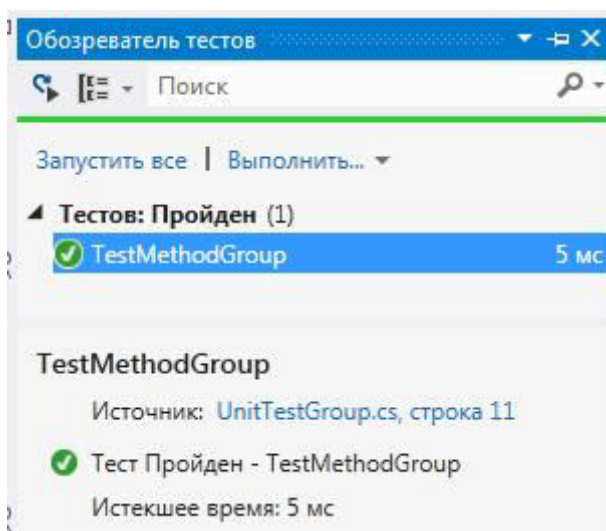 Обозреватель тестов
Поиск
Запустить все | Выполнить...
Тестов: Пройден (1)
TestMethodGroup 5 мс
TestMethodGroup
Источник: UnitTestGroup.cs, строка 11
Тест Пройден - TestMethodGroup
Истекшее время: 5 мс